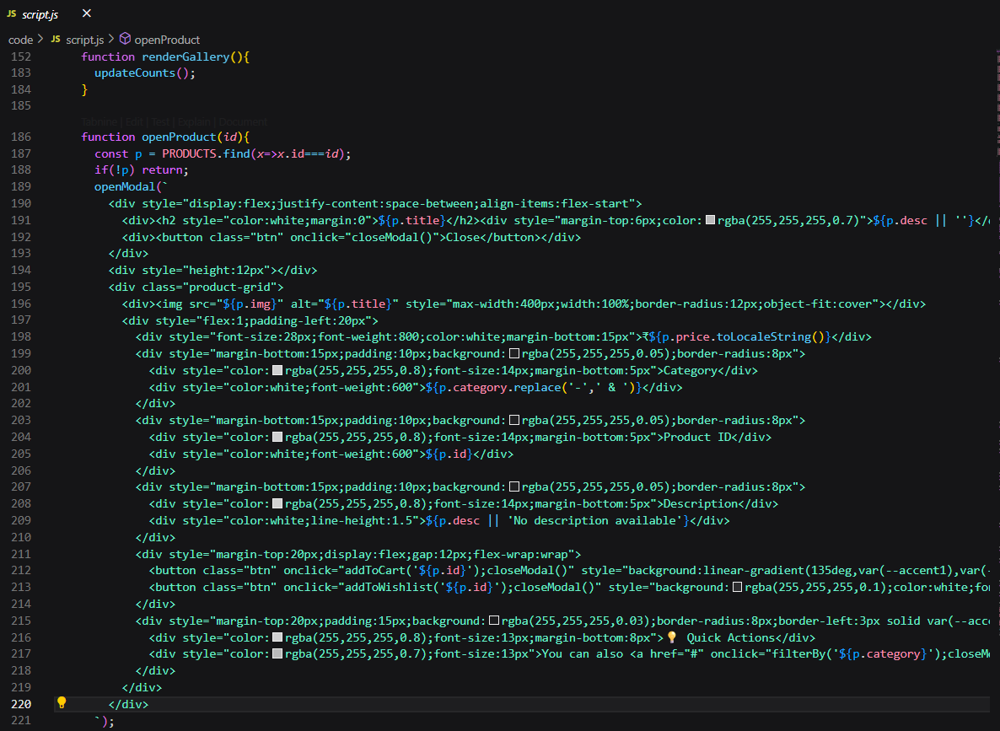 JS script.js ×
code > JS script.js > openProduct
152 function renderGallery(){
183 updateCounts();
184 }
185
Tabnine | Edit | Test | Explain | Document
186 function openProduct(id){
187 const p = PRODUCTS.find(x=>x.id===id);
188 if(!p) return;
189 openModal(`
190 <div style="display:flex;justify-content:space-between;align-items:flex-start">
191 <div><h2 style="color:white;margin:0">${p.title}</h2><div style="margin-top:6px;color:rgba(255,255,255,0.7)">${p.desc || ''}</
192 <div><button class="btn" onclick="closeModal()">Close</button></div>
193 </div>
194 <div style="height:12px"></div>
195 <div class="product-grid">
196 <div><img src="${p.img}" alt="${p.title}" style="max-width:400px;width:100%;border-radius:12px;object-fit:cover"></div>
197 <div style="flex:1;padding-left:20px">
198 <div style="font-size:28px;font-weight:800;color:white;margin-bottom:15px">₹${p.price.toLocaleString()}</div>
199 <div style="margin-bottom:15px;padding:10px;background:rgba(255,255,255,0.05);border-radius:8px">
200 <div style="color:rgba(255,255,255,0.8);font-size:14px;margin-bottom:5px">Category</div>
201 <div style="color:white;font-weight:600">${p.category.replace('-',' & ')}</div>
202 </div>
203 <div style="margin-bottom:15px;padding:10px;background:rgba(255,255,255,0.05);border-radius:8px">
204 <div style="color:rgba(255,255,255,0.8);font-size:14px;margin-bottom:5px">Product ID</div>
205 <div style="color:white;font-weight:600">${p.id}</div>
206 </div>
207 <div style="margin-bottom:15px;padding:10px;background:rgba(255,255,255,0.05);border-radius:8px">
208 <div style="color:rgba(255,255,255,0.8);font-size:14px;margin-bottom:5px">Description</div>
209 <div style="color:white;line-height:1.5">${p.desc || 'No description available'}</div>
210 </div>
211 <div style="margin-top:20px;display:flex;gap:12px;flex-wrap:wrap">
212 <button class="btn" onclick="addToCart('${p.id}');closeModal()" style="background:linear-gradient(135deg,var(--accent1),var(-
213 <button class="btn" onclick="addToWishlist('${p.id}');closeModal()" style="background:rgba(255,255,255,0.1);color:white;fo
214 </div>
215 <div style="margin-top:20px;padding:15px;background:rgba(255,255,255,0.03);border-radius:8px;border-left:3px solid var(--acc
216 <div style="color:rgba(255,255,255,0.8);font-size:13px;margin-bottom:8px">💡 Quick Actions</div>
217 <div style="color:rgba(255,255,255,0.7);font-size:13px">You can also <a href="#" onclick="filterBy('${p.category}');closeM
218 </div>
219 </div>
220 </div>
221 `);